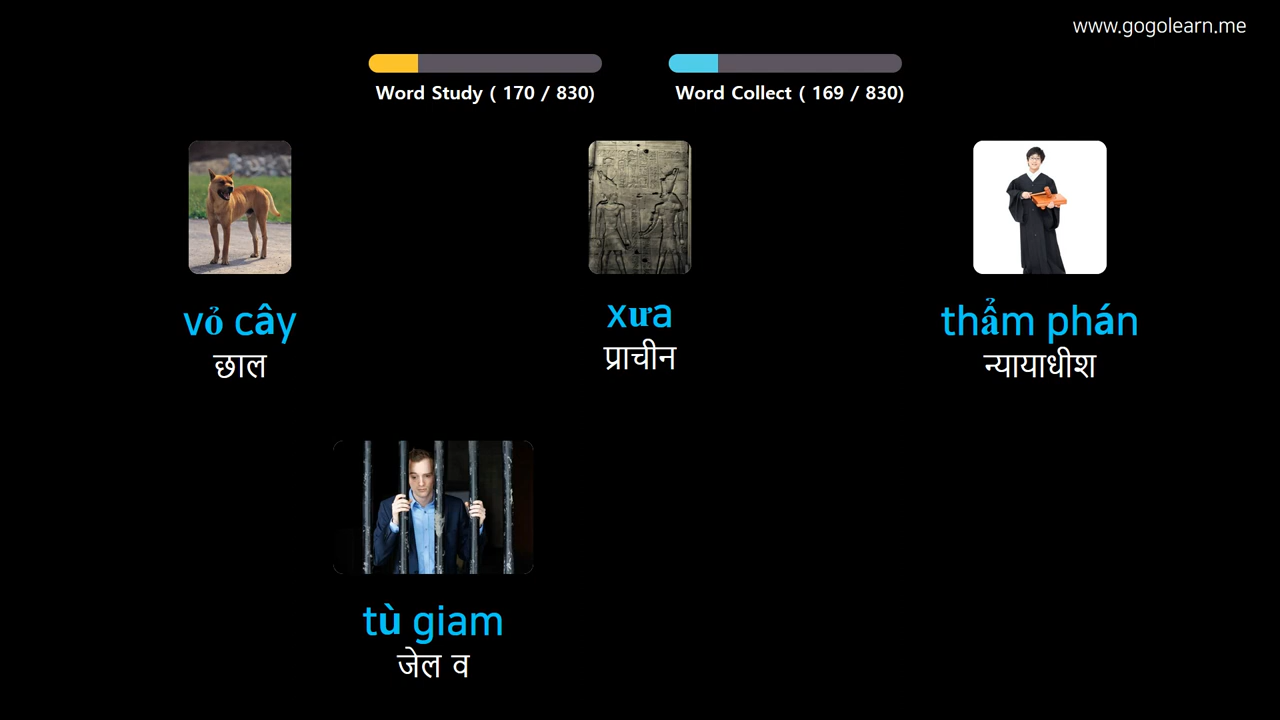 www.gogolearn.me
Word Study ( 170 / 830)
Word Collect ( 169 / 830)
vỏ cây
छाल
xưa
प्राचीन
thẩm phán
न्यायाधीश
tù giam
जेल व